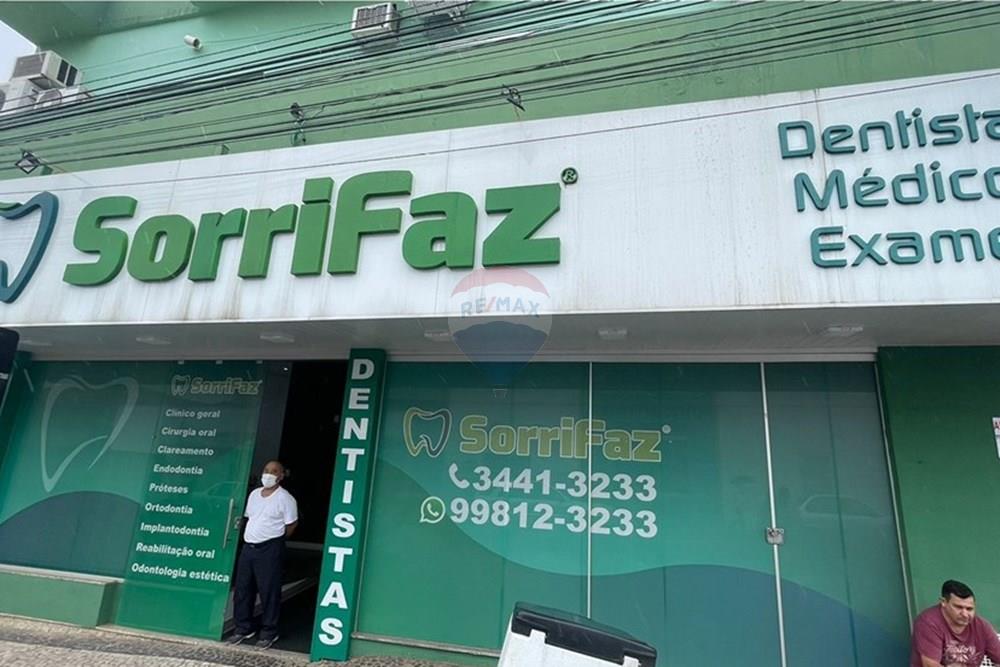 SorriFaz®
Dentista
Médico
Exame
RE/MAX
SorriFaz
Clínico geral
Cirurgia oral
Clareamento
Endodontia
Próteses
Ortodontia
Implantodontia
Reabilitação oral
Odontologia estética
DENTISTAS
SorriFaz
3441-3233
99812-3233